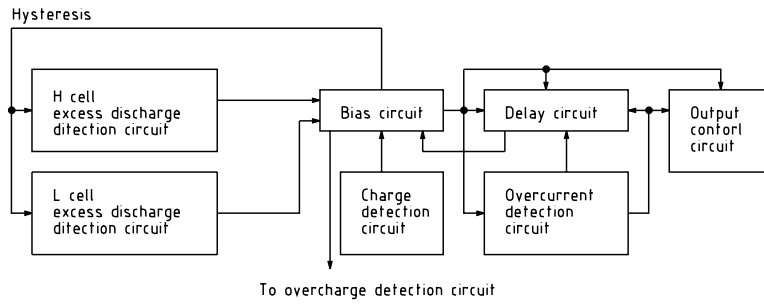 Hysteresis
H cell
excess discharge
ditection circuit
Bias circuit
Delay circuit
Output
contorl
circuit
L cell
excess discharge
ditection circuit
Charge
detection
circuit
Overcurrent
detection
circuit
To overcharge detection circuit